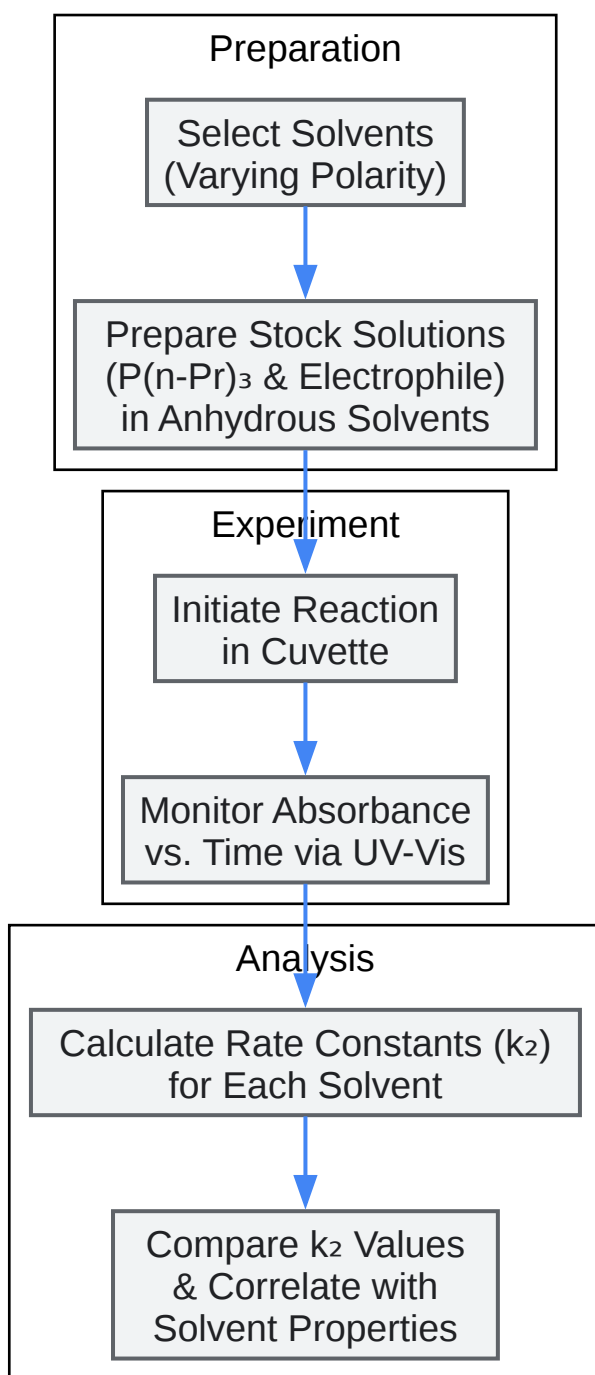 Preparation
Select Solvents
(Varying Polarity)
Prepare Stock Solutions
(P(n-Pr)₃ & Electrophile)
in Anhydrous Solvents
Experiment
Initiate Reaction
in Cuvette
Monitor Absorbance
vs. Time via UV-Vis
Analysis
Calculate Rate Constants (k₂)
for Each Solvent
Compare k₂ Values
& Correlate with
Solvent Properties